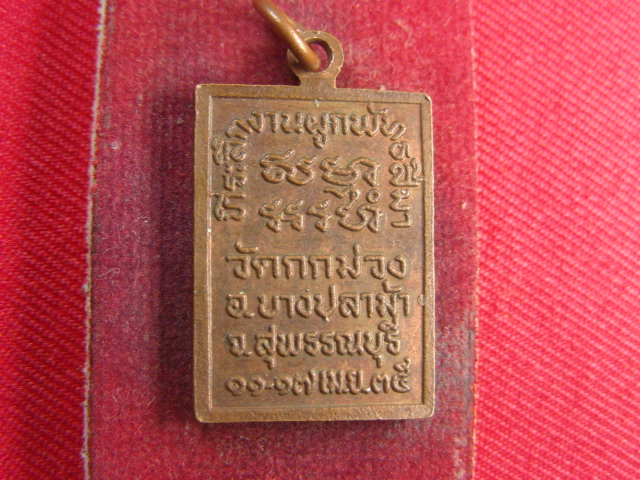 ที่ระลึกงานผูกพัทธสีมา
วัดกกม่วง
อ.บางปลาม้า
จ.สุพรรณบุรี
๑๑-๑๗ เม.ย.๓๕